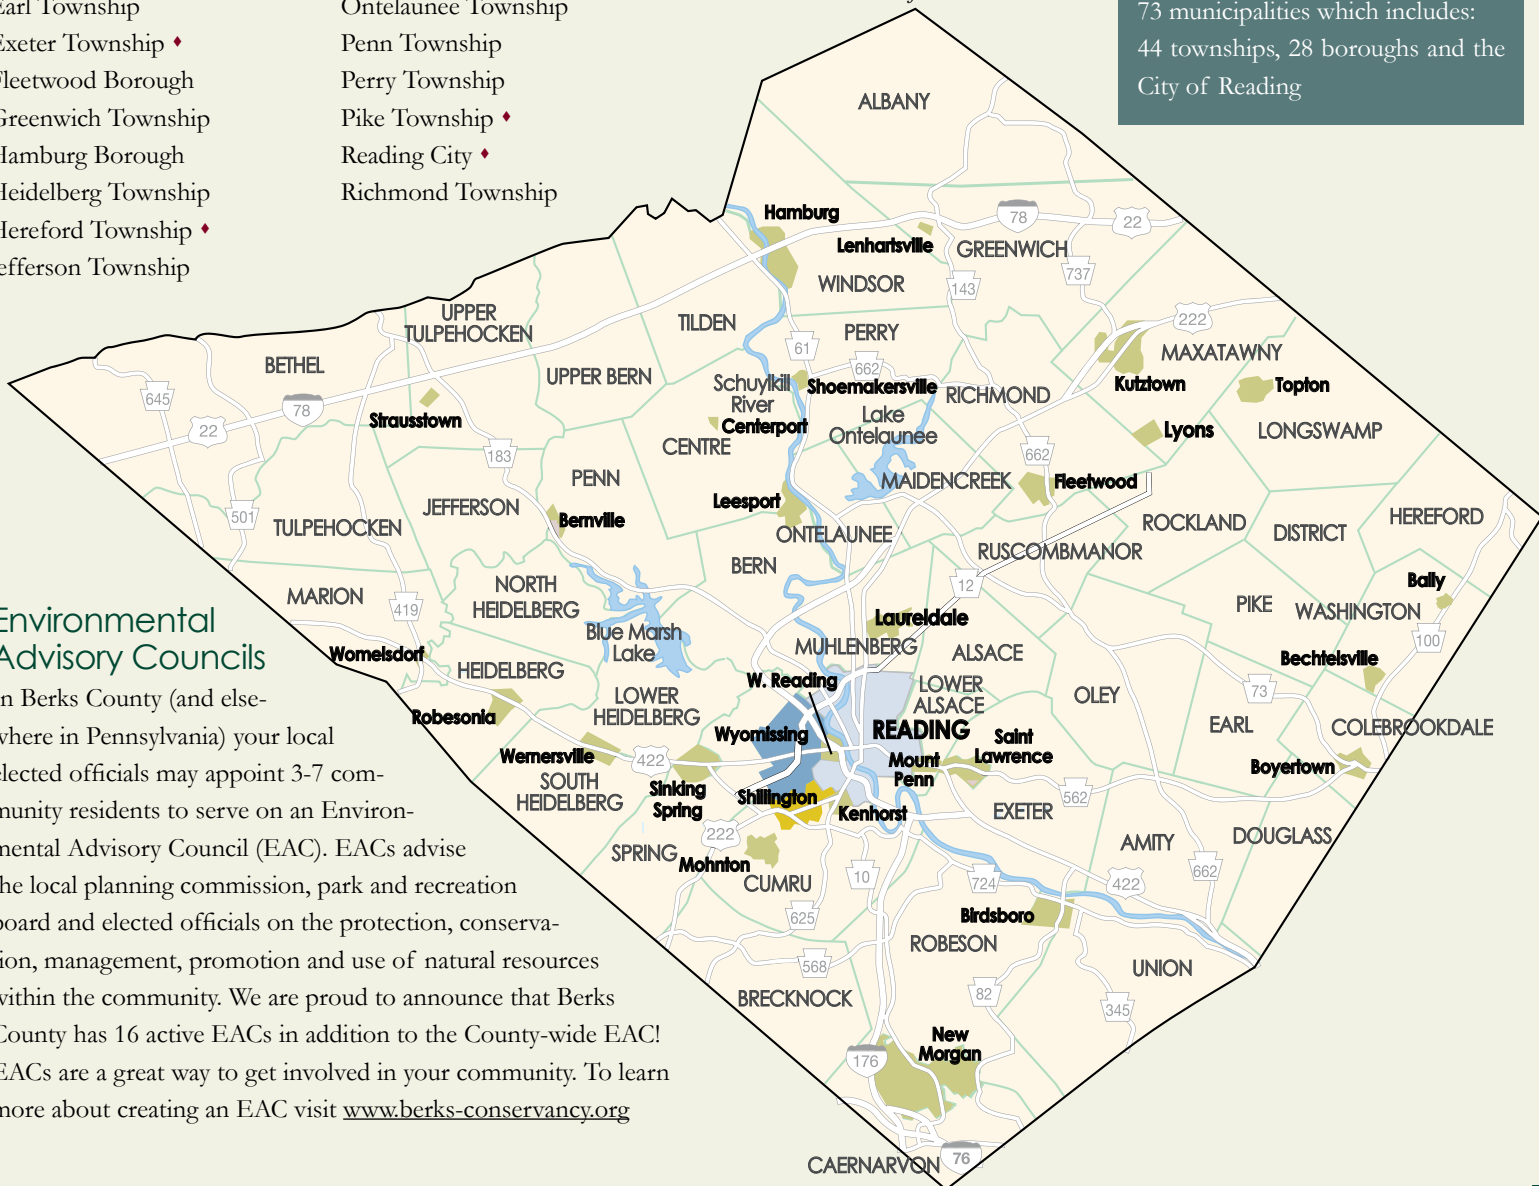 Earl Township
Exeter Township ♦
Fleetwood Borough
Greenwich Township
Hamburg Borough
Heidelberg Township
Hereford Township ♦
Jefferson Township
Ontelaunee Township
Penn Township
Perry Township
Pike Township ♦
Reading City ♦
Richmond Township
73 municipalities which includes:
44 townships, 28 boroughs and the
City of Reading
ALBANY
Hamburg
Lenhartsville
78
22
GREENWICH
WINDSOR
143
737
UPPER
TULPEHOCKEN
TILDEN
PERRY
61
662
222
MAXATAWNY
BETHEL
UPPER BERN
Schuylkill
River
Shoemakersville
RICHMOND
Kutztown
Topton
645
78
22
Strausstown
Centerport
CENTRE
Lake
Ontelaunee
Lyons
LONGSWAMP
183
662
PENN
MAIDENCREEK
Fleetwood
JEFFERSON
Leesport
501
TULPEHOCKEN
Bernville
ONTELAUNEE
ROCKLAND
DISTRICT
HEREFORD
BERN
RUSCOMBMANOR
12
Bally
NORTH
HEIDELBERG
MARION
419
PIKE
WASHINGTON
Laureldale
Blue Marsh
Lake
MUHLENBERG
ALSACE
100
Womelsdorf
HEIDELBERG
Bechtelsville
W. Reading
LOWER
ALSACE
OLEY
73
LOWER
HEIDELBERG
Robesonia
READING
EARL
COLEBROOKDALE
Wyomissing
Saint
Lawrence
Wernersville
422
Mount
Penn
Boyertown
SOUTH
HEIDELBERG
Sinking
Spring
Shillington
Kenhorst
562
EXETER
222
AMITY
DOUGLASS
SPRING
Mohnton
CUMRU
10
724
422
662
625
Birdsboro
ROBESON
568
UNION
BRECKNOCK
82
345
New
Morgan
176
CAERNARVON
76
Environmental
Advisory Councils
in Berks County (and else-
where in Pennsylvania) your local
elected officials may appoint 3-7 com-
munity residents to serve on an Environ-
mental Advisory Council (EAC). EACs advise
the local planning commission, park and recreation
board and elected officials on the protection, conserva-
tion, management, promotion and use of natural resources
within the community. We are proud to announce that Berks
County has 16 active EACs in addition to the County-wide EAC!
EACs are a great way to get involved in your community. To learn
more about creating an EAC visit www.berks-conservancy.org